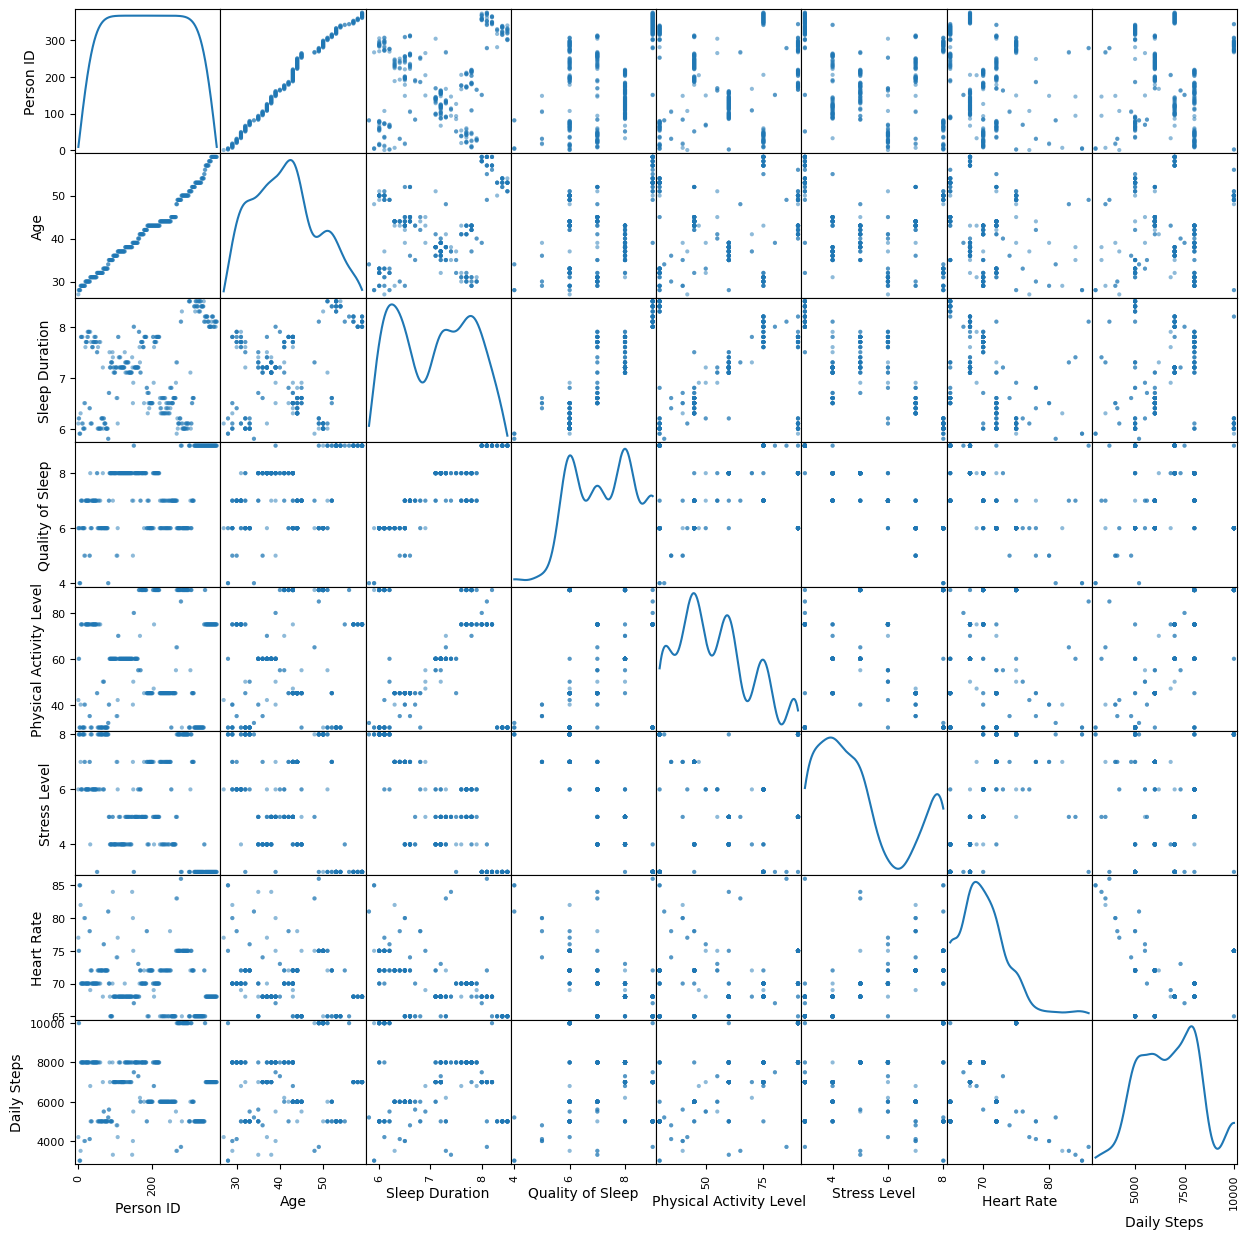 Person ID
300
200
100
0
Age
50
40
30
Sleep Duration
8
7
6
Quality of Sleep
8
6
4
Physical Activity Level
80
60
40
Stress Level
8
6
4
Heart Rate
85
80
75
70
65
Daily Steps
10000
8000
6000
4000
0 200 30 40 50 6 7 8 4 6 8 50 75 4 6 8 70 80 5000 7500 10000
Person ID Age Sleep Duration Quality of Sleep Physical Activity Level Stress Level Heart Rate Daily Steps